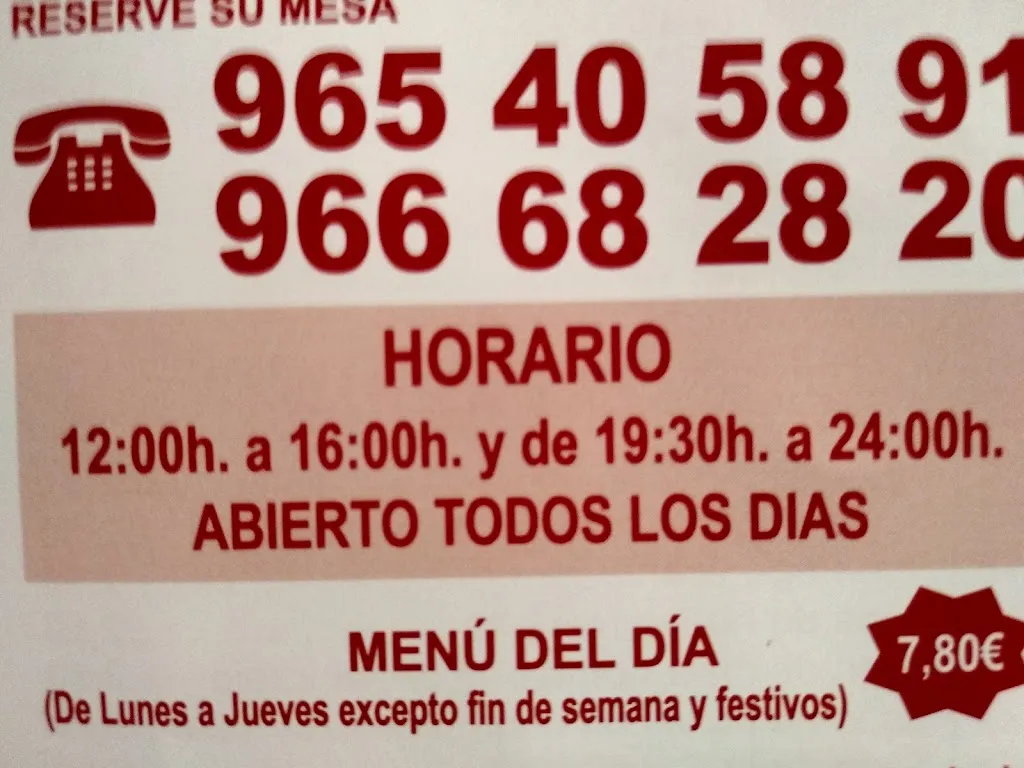 RESERVE SU MESA
965 40 58 91
966 68 28 20
HORARIO
12:00h. a 16:00h. y de 19:30h. a 24:00h.
ABIERTO TODOS LOS DIAS
MENÚ DEL DÍA
7,80€
(De Lunes a Jueves excepto fin de semana y festivos)